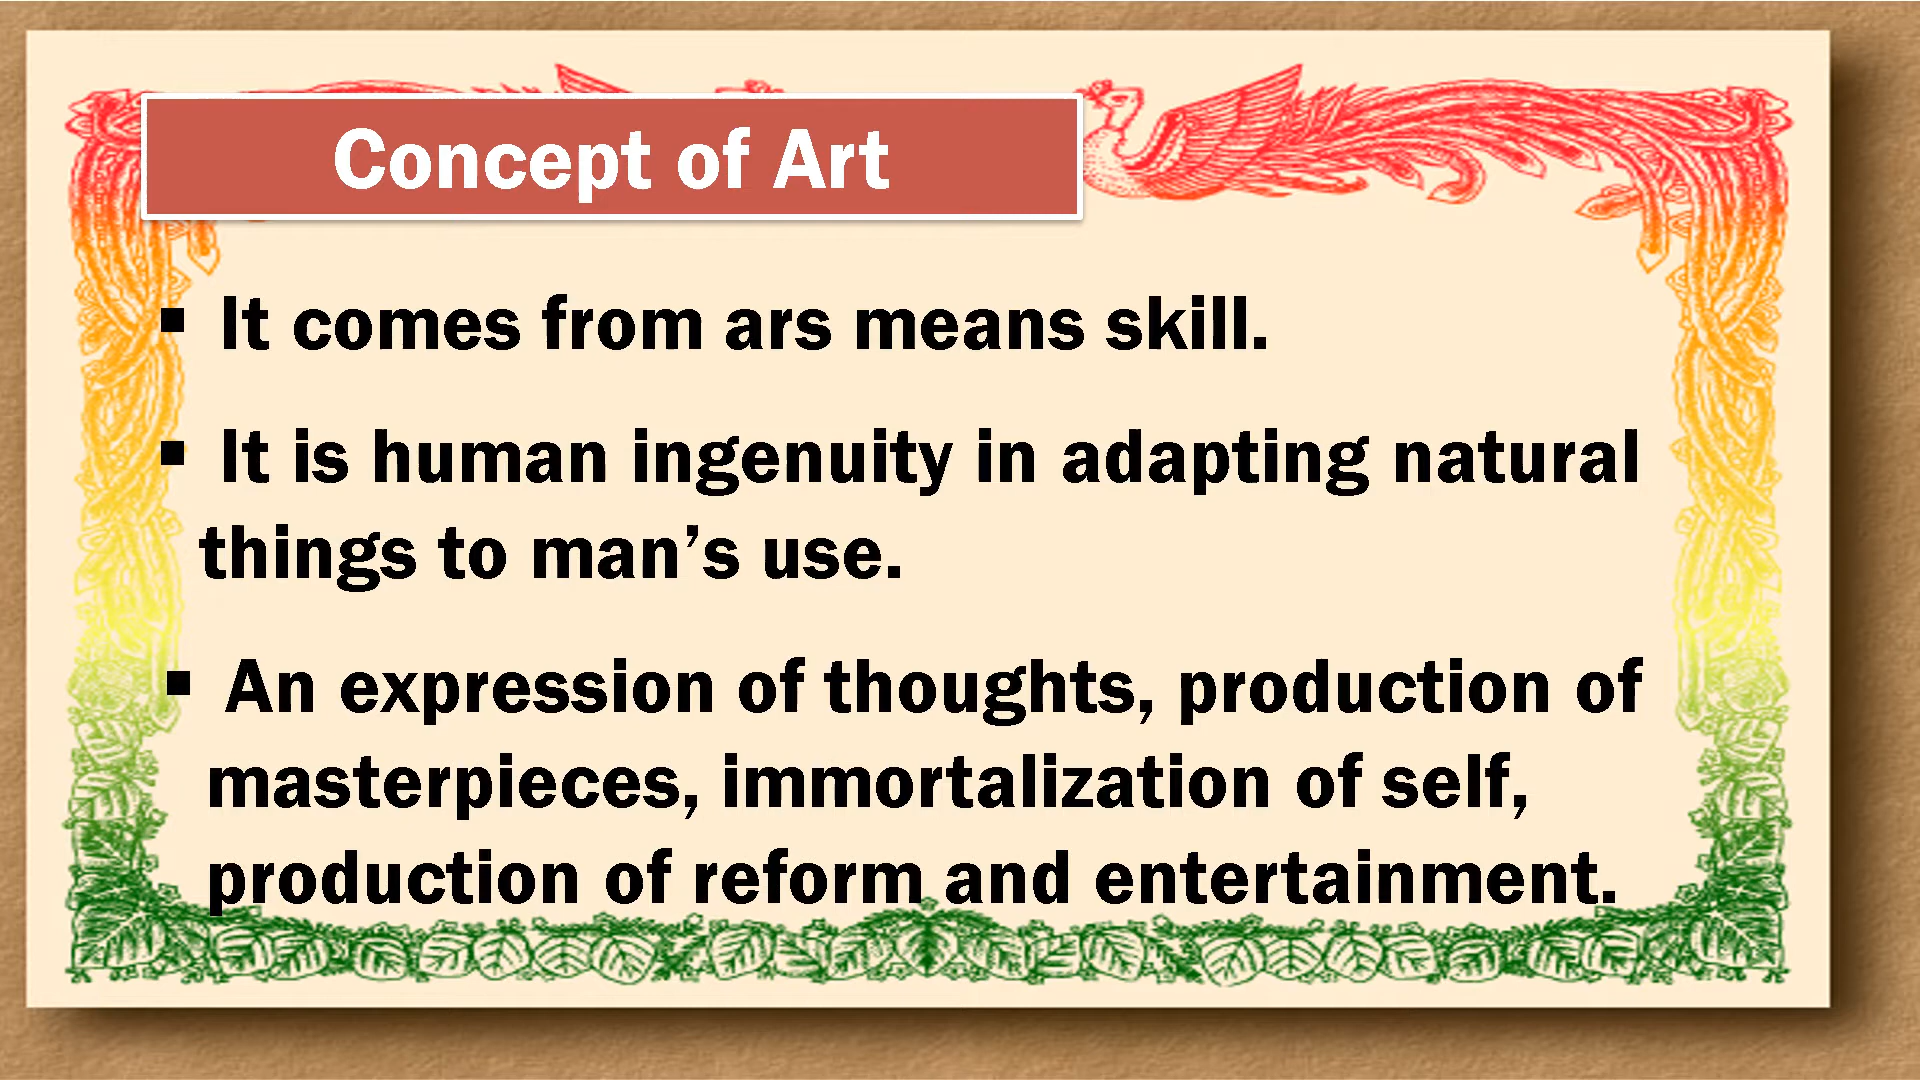 Concept of Art
▪ It comes from ars means skill.
▪ It is human ingenuity in adapting natural
things to man’s use.
▪ An expression of thoughts, production of
masterpieces, immortalization of self,
production of reform and entertainment.